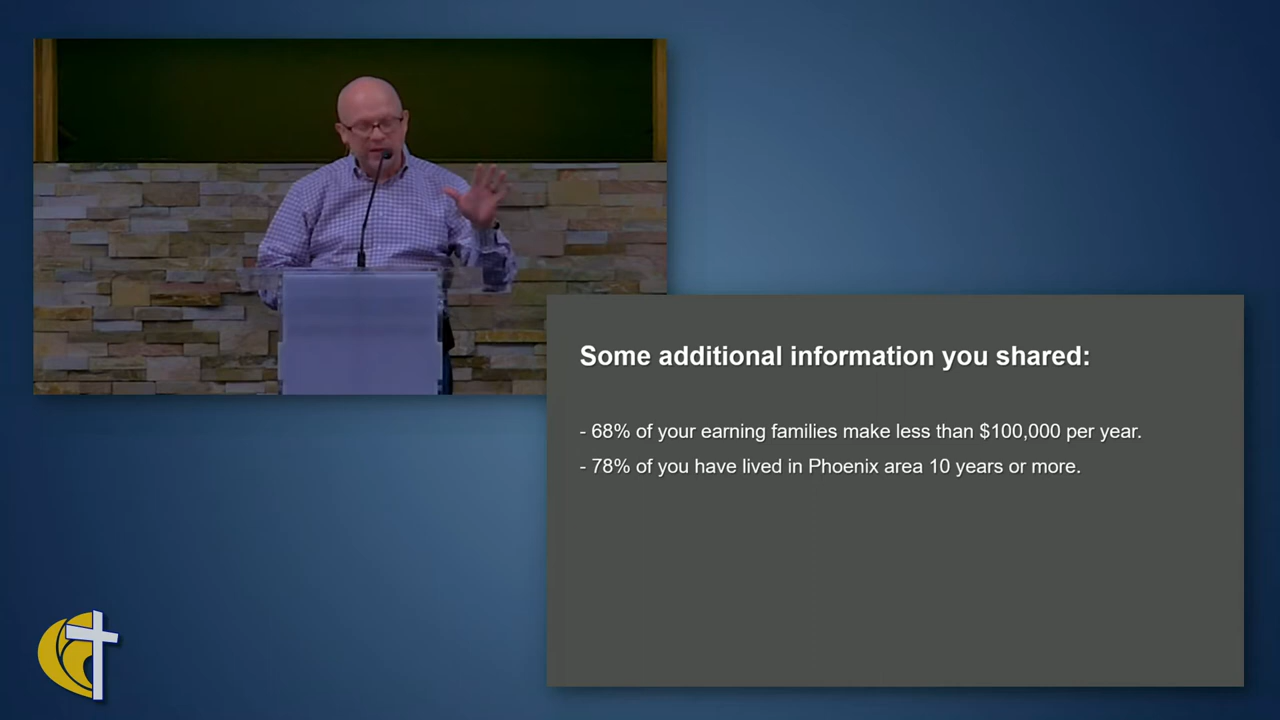 Some additional information you shared:
- 68% of your earning families make less than $100,000 per year.
- 78% of you have lived in Phoenix area 10 years or more.